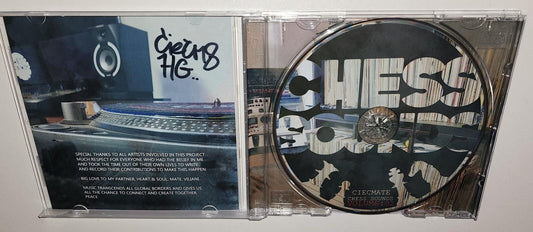 CIECM8
HG..
SPECIAL THANKS TO ALL ARTISTS INVOLVED IN THIS PROJECT.
MUCH RESPECT FOR EVERYONE WHO HAD THE BELIEF IN ME
AND TOOK THE TIME OUT OF THEIR OWN LIVES TO WRITE
AND RECORD THEIR CONTRIBUTIONS TO MAKE THIS HAPPEN
BIG LOVE TO MY PARTNER, HEART & SOUL, MATE,
MUSIC TRANSCENDS ALL GLOBAL BORDERS AND GIVES US
ALL THE CHANCE TO CONNECT AND CREATE TOGETHER.
PEACE
CHESS
CIECMATE
CHESS SOUNDS
VOLUME: